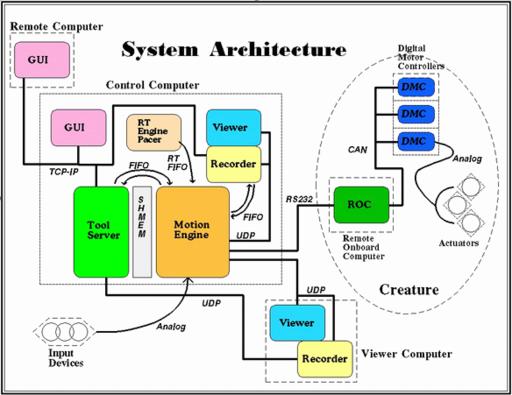 Remote Computer
GUI
System Architecture
Control Computer
GUI
RT
Engine
Pacer
Viewer
Recorder
TCP-IP
FIFO
RT
FIFO
FIFO
Tool
Server
S
H
M
E
M
Motion
Engine
UDP
RS232
UDP
Analog
Input
Devices
Digital
Motor
Controllers
DMC
DMC
DMC
CAN
Analog
ROC
Remote
Onboard
Computer
Actuators
Creature
UDP
Viewer
Recorder
Viewer Computer